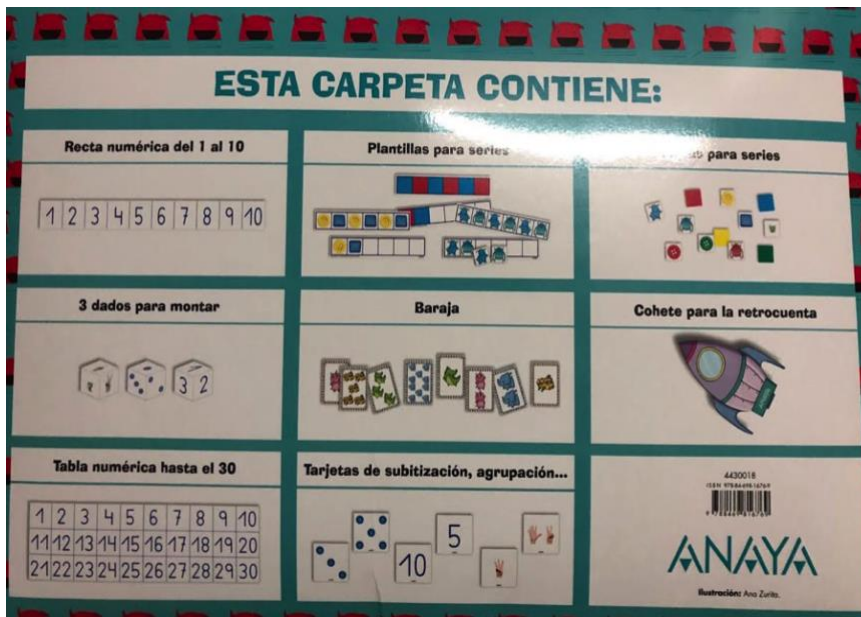 ESTA CARPETA CONTIENE:
Recta numérica del 1 al 10
1 2 3 4 5 6 7 8 9 10
Plantillas para series
para series
3 dados para montar
3 2
Baraja
Cohete para la retrocuenta
Tabla numérica hasta el 30
1 2 3 4 5 6 7 8 9 10
11 12 13 14 15 16 17 18 19 20
21 22 23 24 25 26 27 28 29 30
Tarjetas de subitización, agrupación...
5
10
4430018
ANAYA
Ilustración: Ana Zurita.